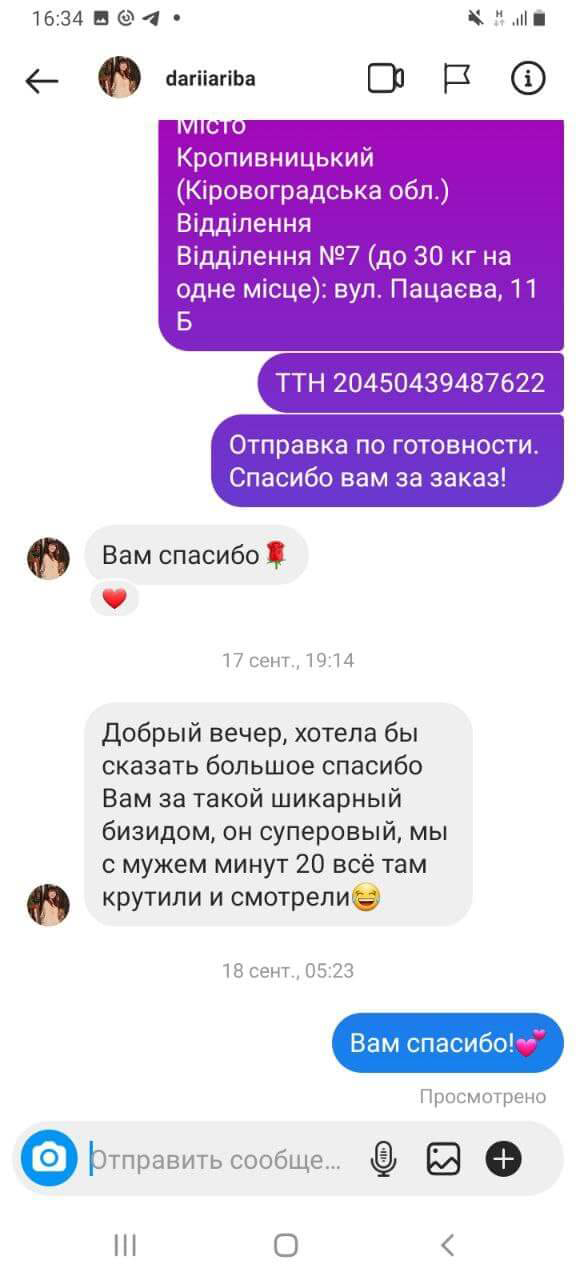 16:34
dariiariba
Місто
Кропивницький
(Кіровоградська обл.)
Відділення
Відділення №7 (до 30 кг на
одне місце): вул. Пацаєва, 11
Б
ТТН 20450439487622
Отправка по готовности.
Спасибо вам за заказ!
Вам спасибо🌹
❤️
17 сент., 19:14
Добрый вечер, хотела бы
сказать большое спасибо
Вам за такой шикарный
бизидом, он суперовый, мы
с мужем минут 20 всё там
крутили и смотрели😂
18 сент., 05:23
Вам спасибо!💕
Просмотрено
Отправить сообще...